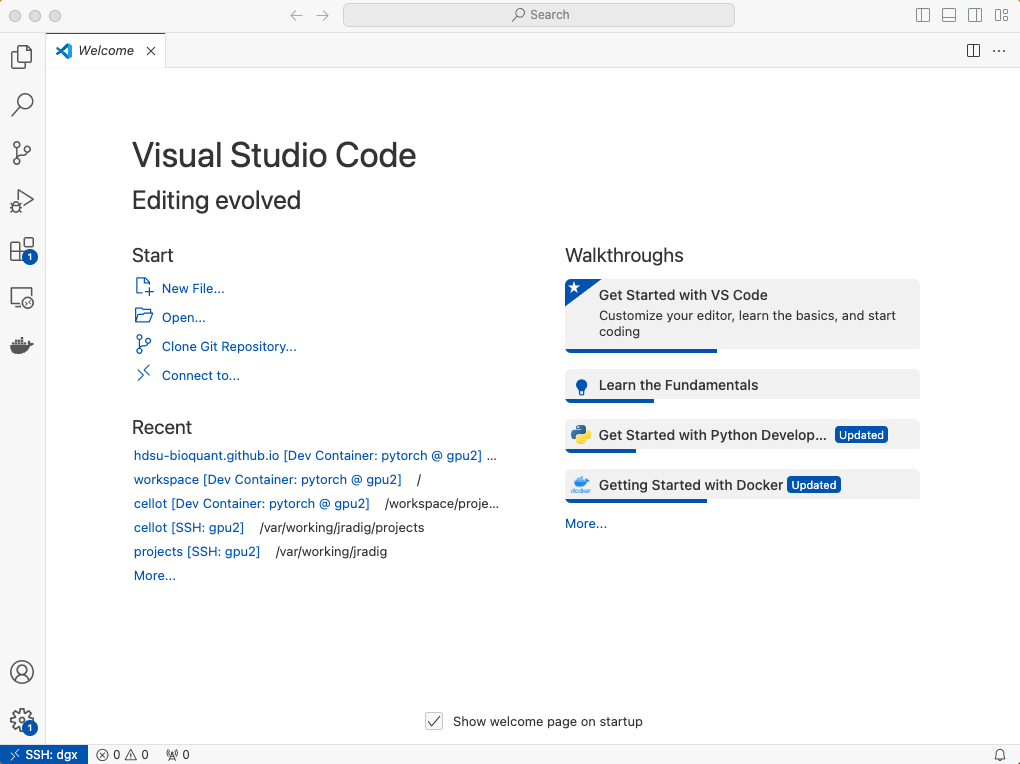 Search
Welcome
Visual Studio Code
Editing evolved
Start
New File...
Open...
Clone Git Repository...
Connect to...
Recent
hdsu-bioquant.github.io [Dev Container: pytorch @ gpu2] ...
workspace [Dev Container: pytorch @ gpu2] /
cellot [Dev Container: pytorch @ gpu2] /workspace/proje...
cellot [SSH: gpu2] /var/working/jradig/projects
projects [SSH: gpu2] /var/working/jradig
More...
Walkthroughs
Get Started with VS Code
Customize your editor, learn the basics, and start
coding
Learn the Fundamentals
Get Started with Python Develop... Updated
docker Getting Started with Docker Updated
More...
1
1
Show welcome page on startup
SSH: dgx 0 0 0